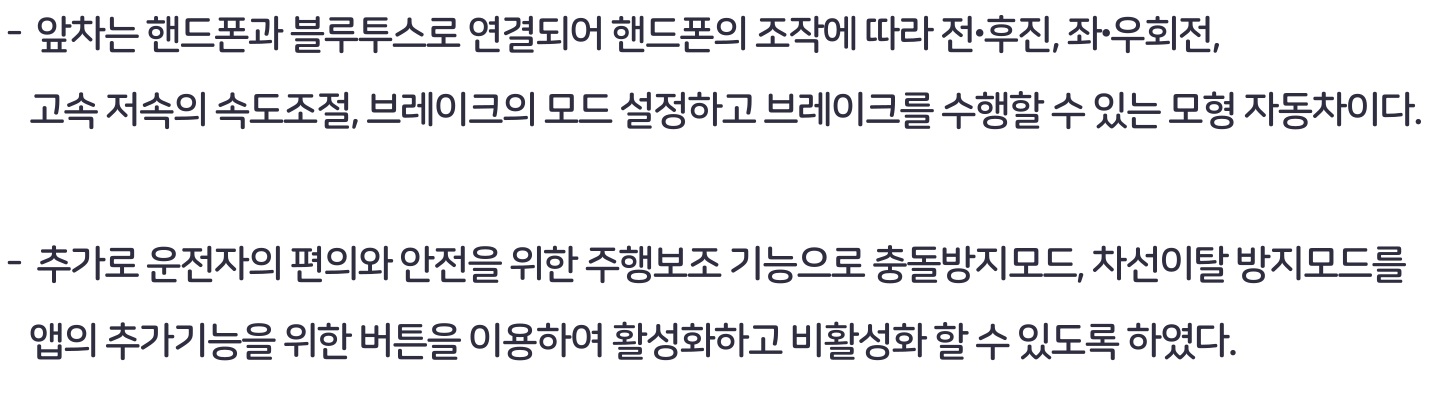 - 앞차는 핸드폰과 블루투스로 연결되어 핸드폰의 조작에 따라 전•후진, 좌•우회전,
고속 저속의 속도조절, 브레이크의 모드 설정하고 브레이크를 수행할 수 있는 모형 자동차이다.
- 추가로 운전자의 편의와 안전을 위한 주행보조 기능으로 충돌방지모드, 차선이탈 방지모드를
앱의 추가기능을 위한 버튼을 이용하여 활성화하고 비활성화 할 수 있도록 하였다.